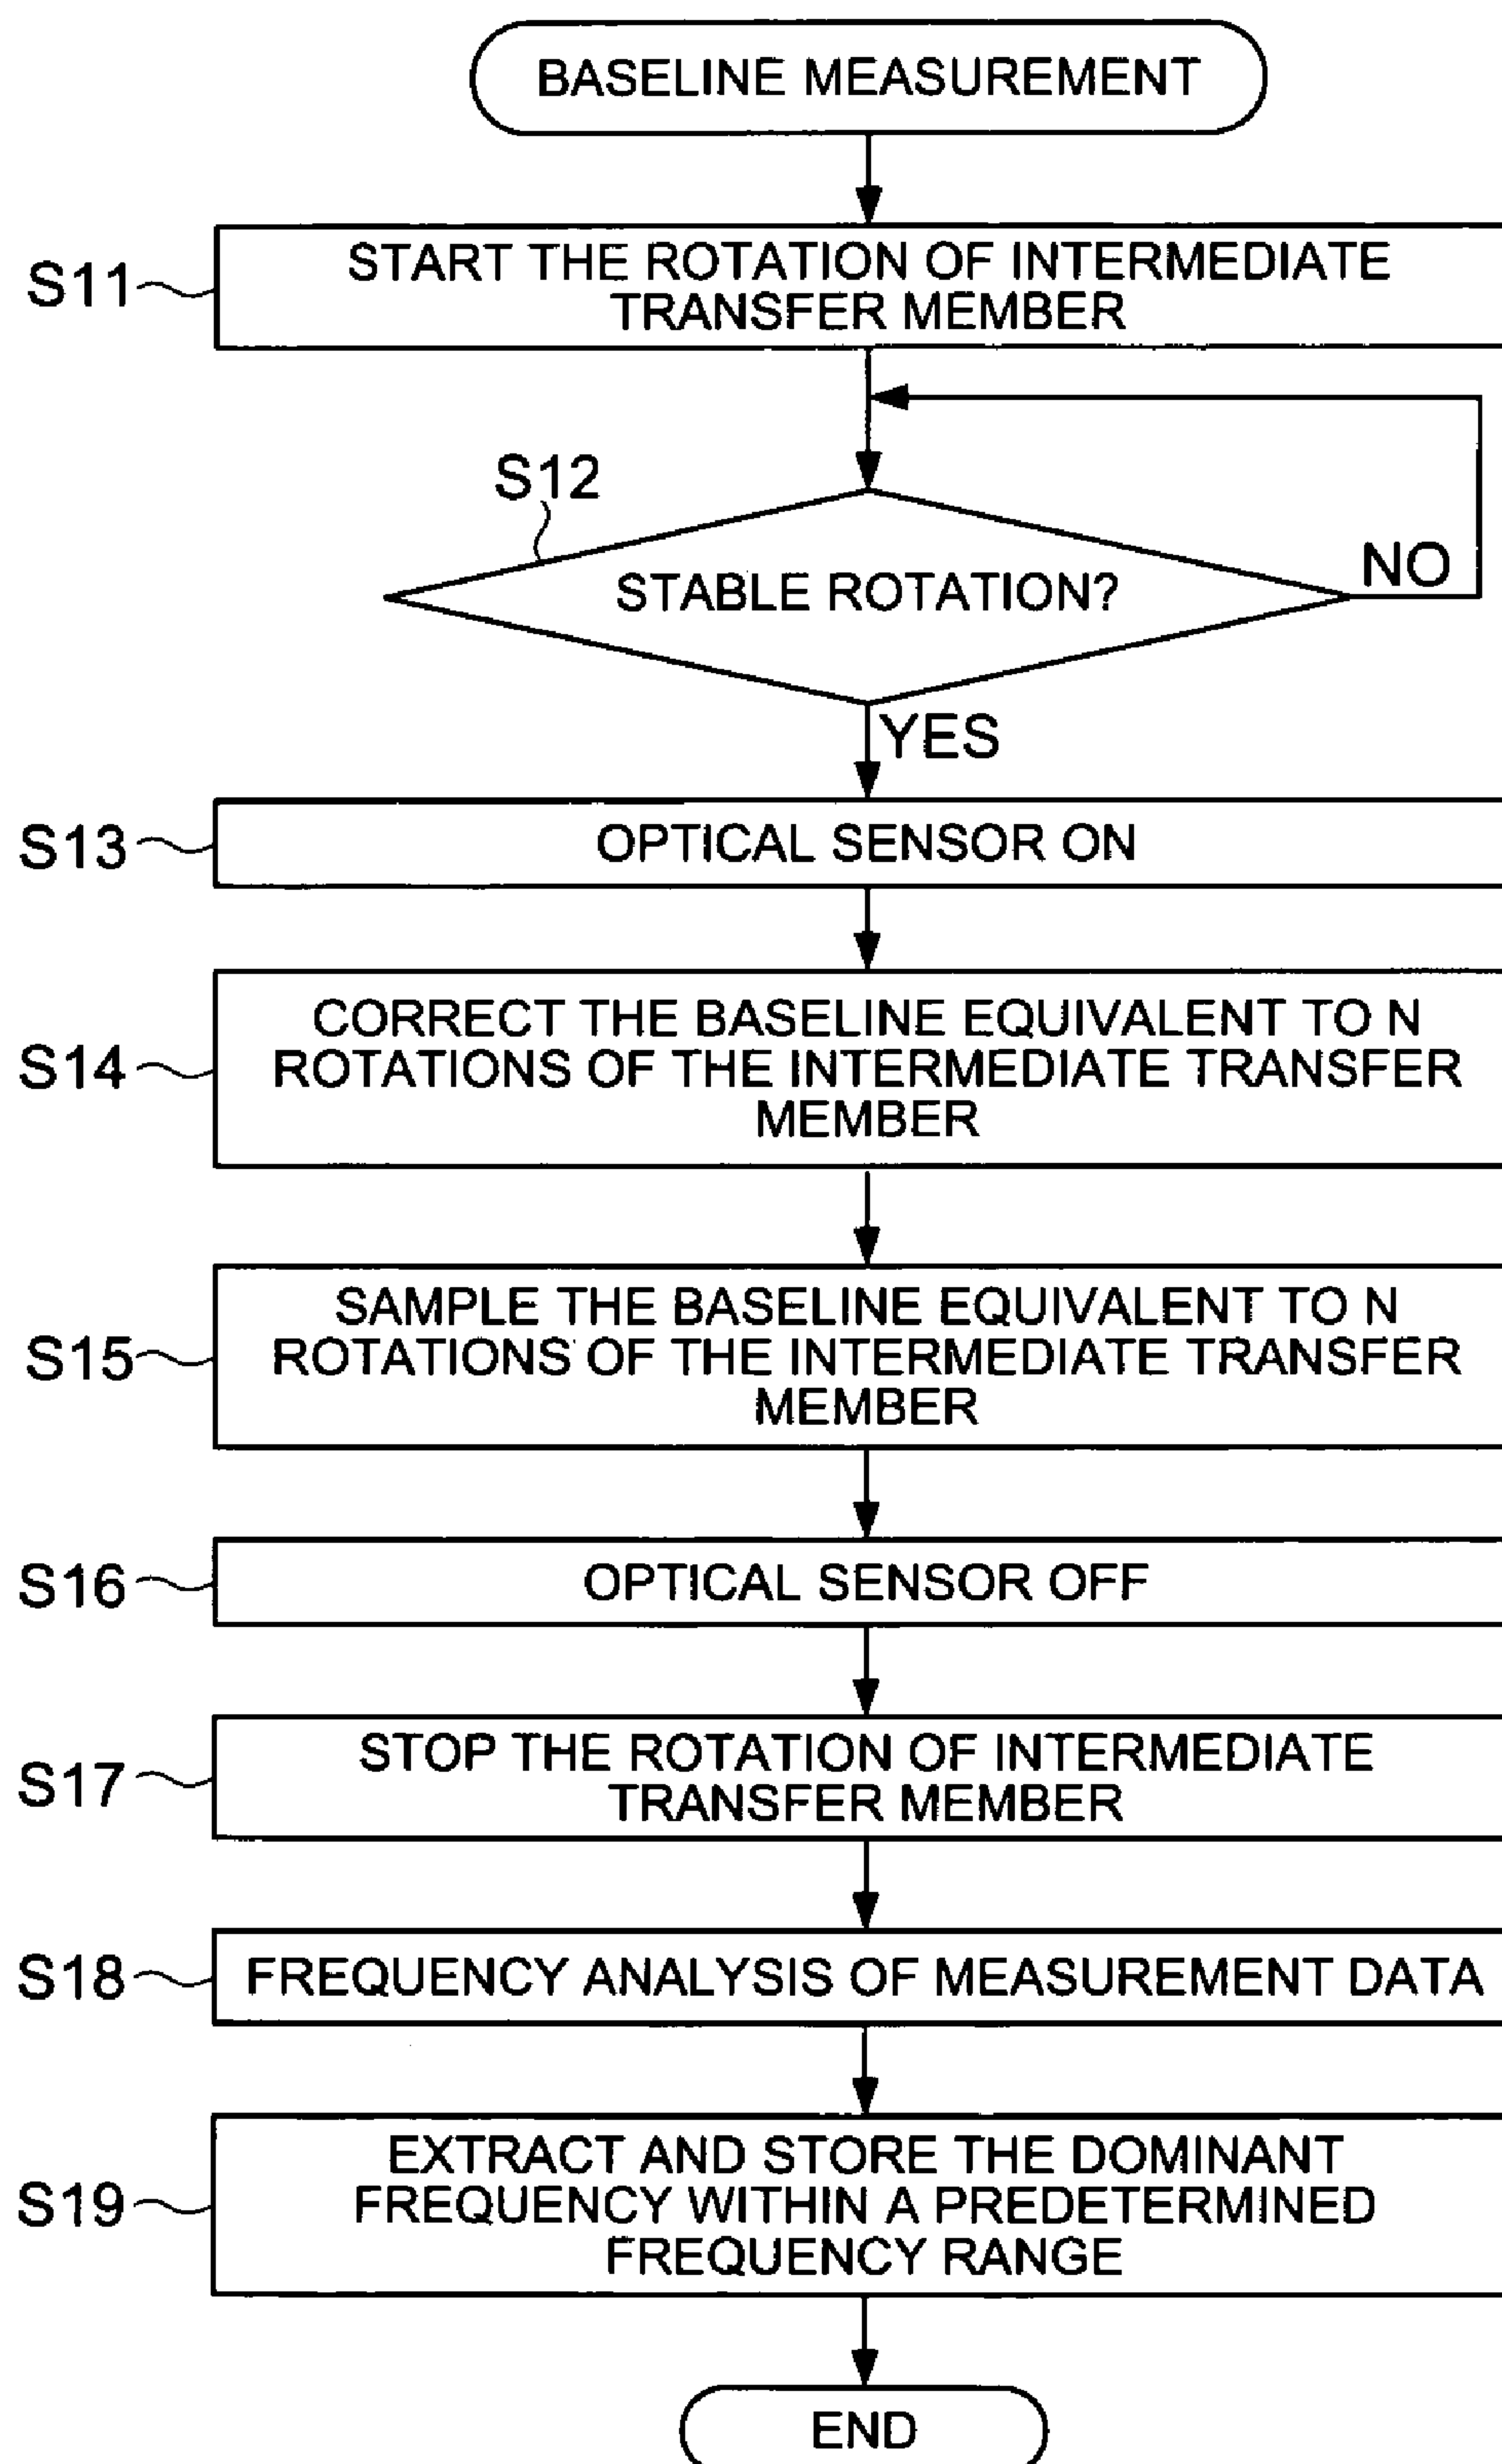 BASELINE MEASUREMENT
S11
START THE ROTATION OF INTERMEDIATE
TRANSFER MEMBER
S12
STABLE ROTATION?
NO
YES
S13
OPTICAL SENSOR ON
S14
CORRECT THE BASELINE EQUIVALENT TO N
ROTATIONS OF THE INTERMEDIATE TRANSFER
MEMBER
S15
SAMPLE THE BASELINE EQUIVALENT TO N
ROTATIONS OF THE INTERMEDIATE TRANSFER
MEMBER
S16
OPTICAL SENSOR OFF
S17
STOP THE ROTATION OF INTERMEDIATE
TRANSFER MEMBER
S18
FREQUENCY ANALYSIS OF MEASUREMENT DATA
S19
EXTRACT AND STORE THE DOMINANT
FREQUENCY WITHIN A PREDETERMINED
FREQUENCY RANGE
END